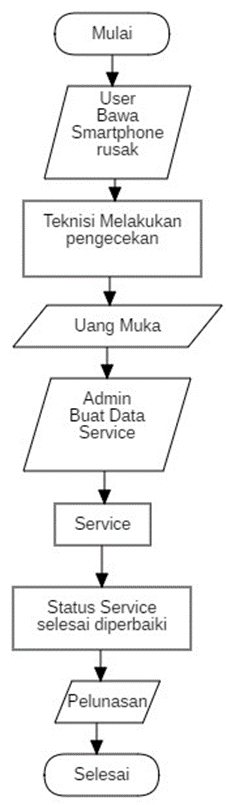 Mulai
User
Bawa
Smartphone
rusak
Teknisi Melakukan
pengecekan
Uang Muka
Admin
Buat Data
Service
Service
Status Service
selesai diperbaiki
Pelunasan
Selesai